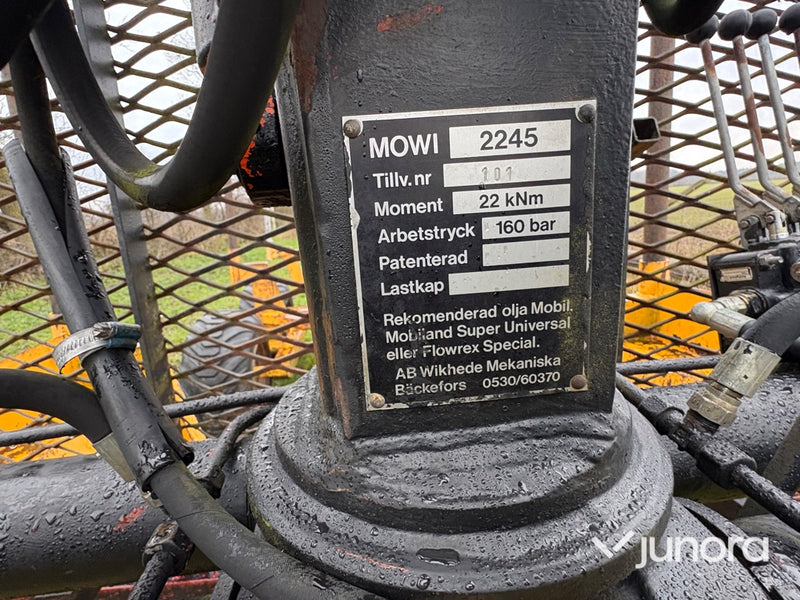 MOWI 2245
Tillv.nr 101
Moment 22 kNm
Arbetstryck 160 bar
Patenterad
Lastkap
Rekomenderad olja Mobil.
Mobiland Super Universal
eller Flowrex Special.
AB Wikhede Mekaniska
Bäckefors 0530/60370
junora